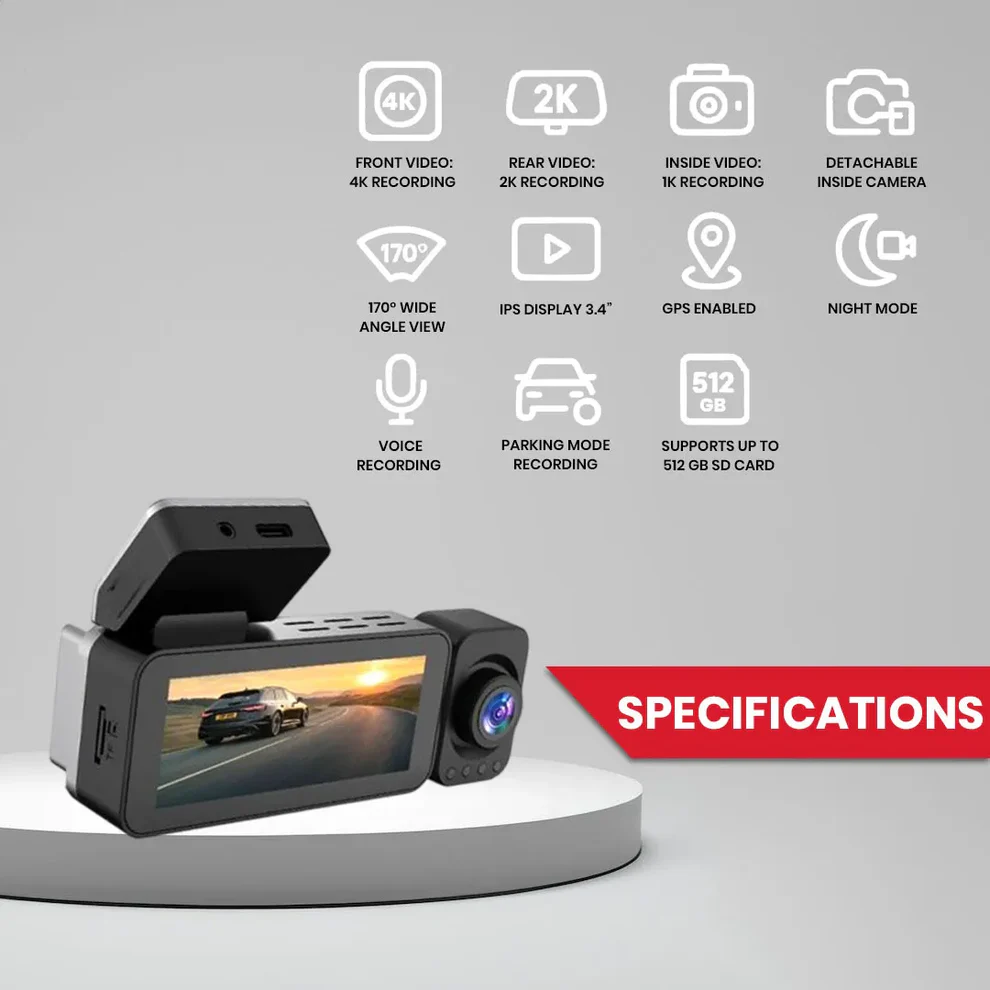 4K
2K
FRONT VIDEO:
4K RECORDING
REAR VIDEO:
2K RECORDING
INSIDE VIDEO:
1K RECORDING
DETACHABLE
INSIDE CAMERA
170°
170° WIDE
ANGLE VIEW
IPS DISPLAY 3.4”
GPS ENABLED
NIGHT MODE
512
GB
VOICE
RECORDING
PARKING MODE
RECORDING
SUPPORTS UP TO
512 GB SD CARD
SPECIFICATIONS